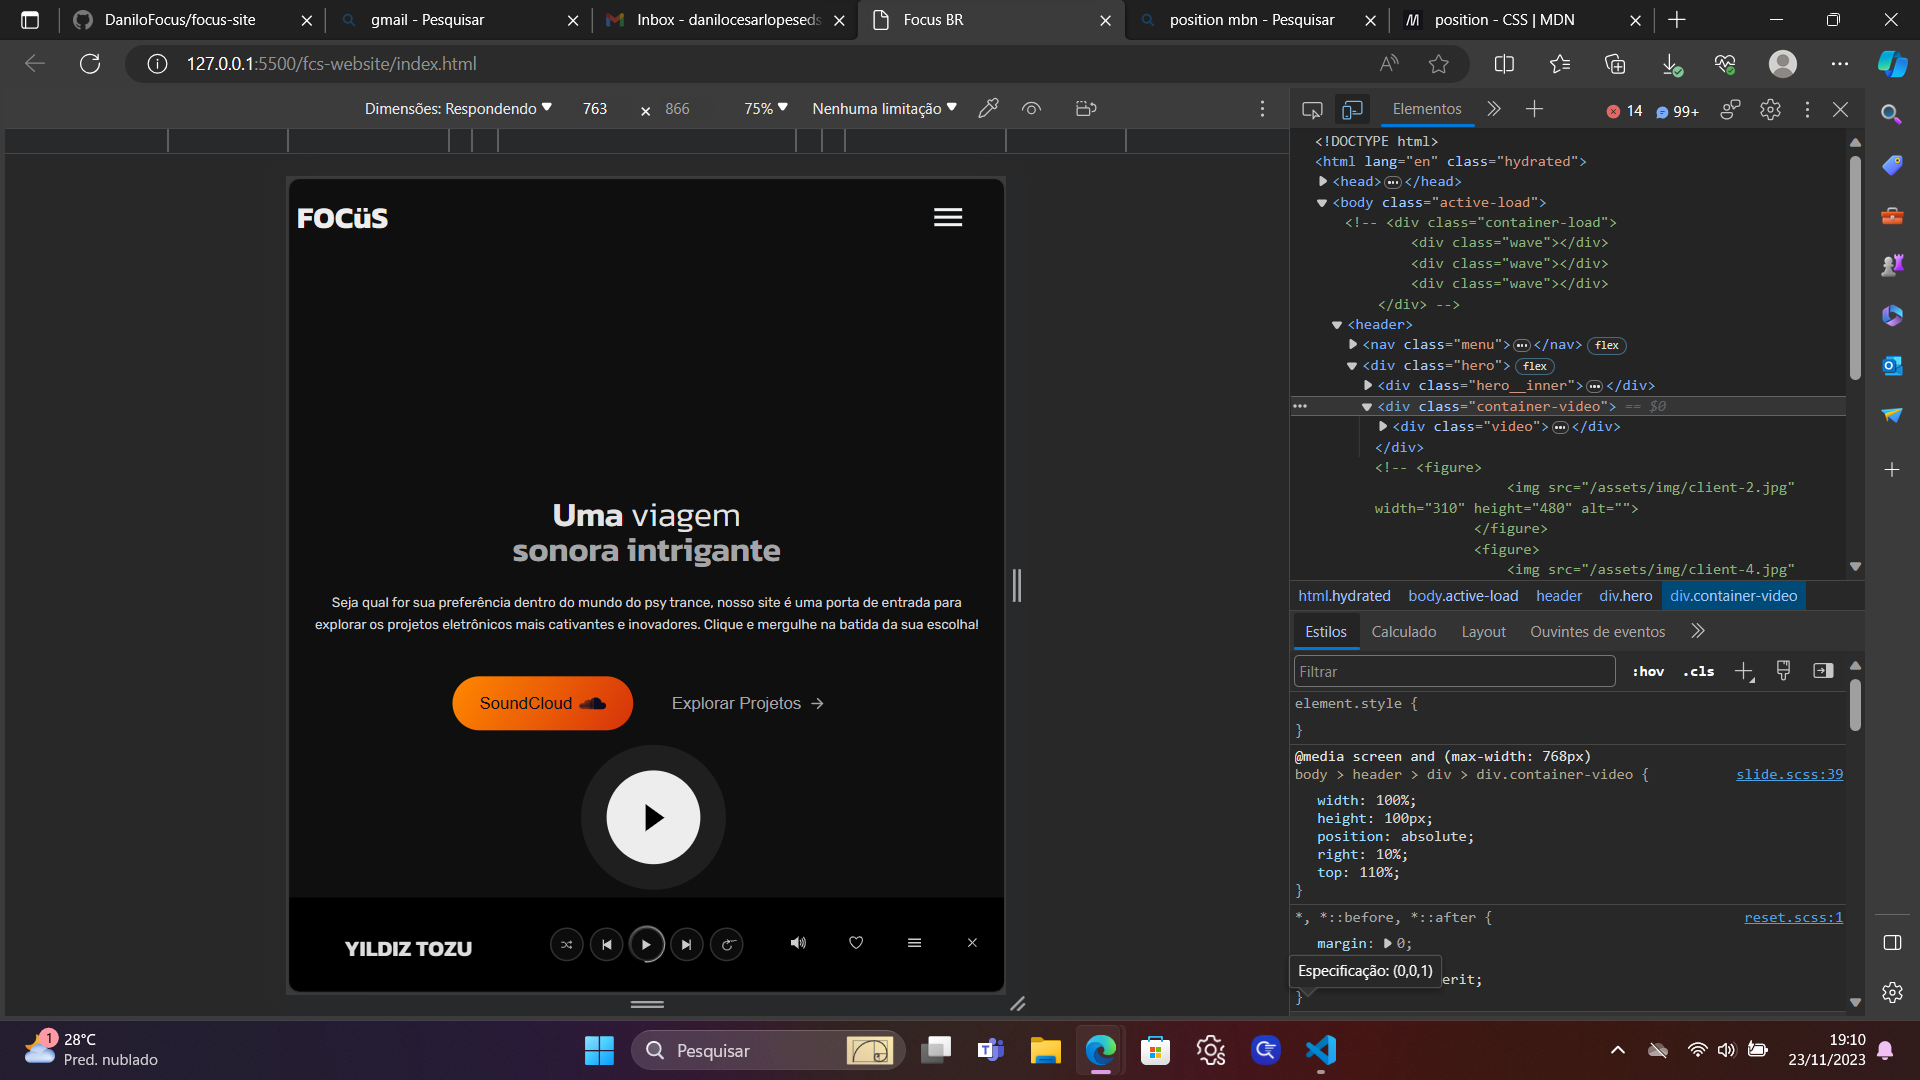 DaniloFocus/focus-site
gmail - Pesquisar
Inbox - danilocesarlopeseds
Focus BR
position mbn - Pesquisar
position - CSS | MDN
127.0.0.1:5500/fcs-website/index.html
Dimensões: Respondendo
763
866
75%
Nenhuma limitação
Elementos
14
99+
<!DOCTYPE html>
<html lang="en" class="hydrated">
<head>
</head>
<body class="active-load">
<!-- <div class="container-load">
<div class="wave"></div>
<div class="wave"></div>
<div class="wave"></div>
</div> -->
<header>
<nav class="menu">
</nav>
flex
<div class="hero">
flex
<div class="hero__inner">
</div>
<div class="container-video"> == $0
<div class="video">
</div>
</div>
<!-- <figure>
<img src="/assets/img/client-2.jpg"
width="310" height="480" alt="">
</figure>
<figure>
<img src="/assets/img/client-4.jpg"
html.hydrated
body.active-load
header
div.hero
div.container-video
Estilos
Calculado
Layout
Ouvintes de eventos
Filtrar
:hov
.cls
element.style {
}
@media screen and (max-width: 768px)
body > header > div > div.container-video {
slide.scss:39
width: 100%;
height: 100px;
position: absolute;
right: 10%;
top: 110%;
}
*, *::before, *::after {
reset.scss:1
margin: 0;
Especificação: (0,0,1)
erit;
}
FOCüS
Uma viagem
sonora intrigante
Seja qual for sua preferência dentro do mundo do psy trance, nosso site é uma porta de entrada para
explorar os projetos eletrônicos mais cativantes e inovadores. Clique e mergulhe na batida da sua escolha!
SoundCloud
Explorar Projetos
YILDIZ TOZU
1
28°C
Pred. nublado
Pesquisar
19:10
23/11/2023